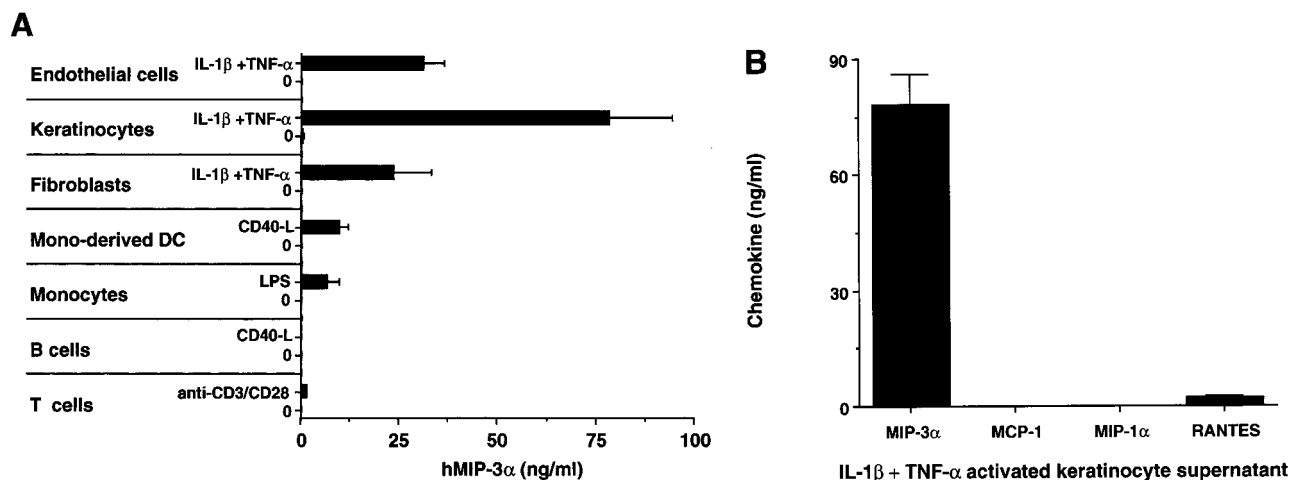 A
Endothelial cells
IL-1β +TNF-α
0
Keratinocytes
IL-1β +TNF-α
0
Fibroblasts
IL-1β +TNF-α
0
Mono-derived DC
CD40-L
0
Monocytes
LPS
0
B cells
CD40-L
0
T cells
anti-CD3/CD28
0
0 25 50 75 100
hMIP-3α (ng/ml)
B
Chemokine (ng/ml)
90
60
30
0
MIP-3α MCP-1 MIP-1α RANTES
IL-1β + TNF-α activated keratinocyte supernatant